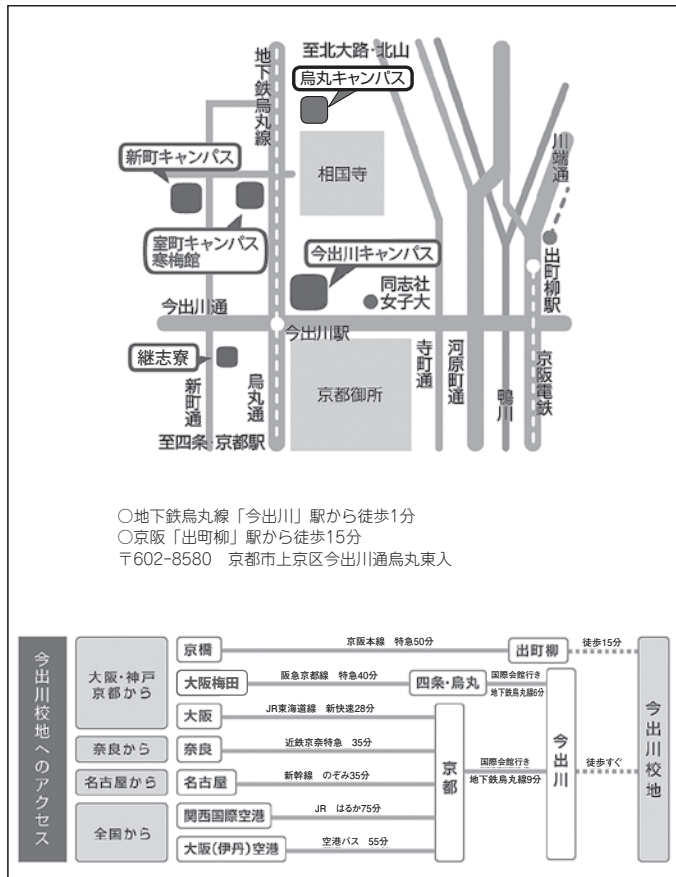 至北大路・北山
地下鉄烏丸線
烏丸キャンパス
新町キャンパス
相国寺
川端通
室町キャンパス
寒梅館
今出川キャンパス
出町柳駅
同志社
女子大
今出川通
今出川駅
継志寮
新町通
烏丸通
京都御所
寺町通
河原町通
鴨川
京阪電鉄
至四条・京都駅
○地下鉄烏丸線「今出川」駅から徒歩1分
○京阪「出町柳」駅から徒歩15分
〒602-8580 京都市上京区今出川通烏丸東入
今出川校地へのアクセス
大阪・神戸
京都から
京橋
京阪本線 特急50分
出町柳
徒歩15分
大阪梅田
阪急京都線 特急40分
四条・烏丸
国際会館行き
地下鉄烏丸線6分
大阪
JR東海道線 新快速28分
奈良から
奈良
近鉄京奈特急 35分
名古屋から
名古屋
新幹線 のぞみ35分
全国から
関西国際空港
JR はるか75分
大阪(伊丹)空港
空港バス 55分
京都
国際会館行き
地下鉄烏丸線9分
今出川
徒歩すぐ
今出川校地